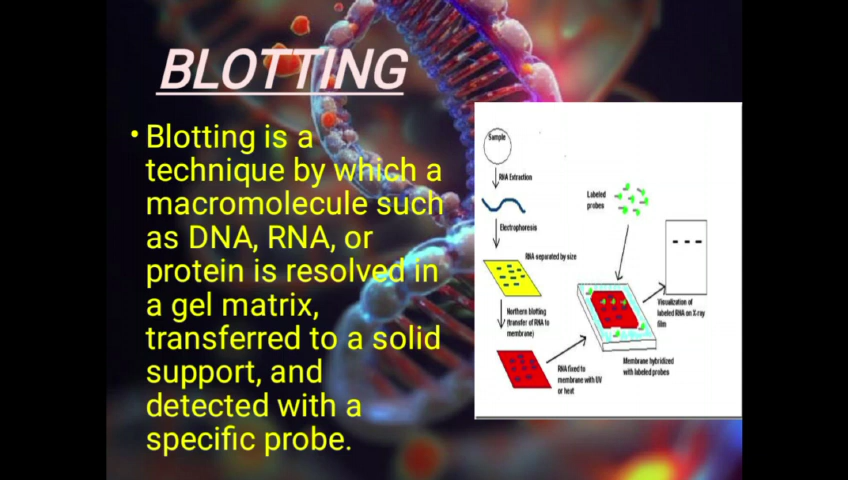 BLOTTING
• Blotting is a
technique by which a
macromolecule such
as DNA, RNA, or
protein is resolved in
a gel matrix,
transferred to a solid
support, and
detected with a
specific probe.
Sample
RNA Extraction
Electrophoresis
RNA separated by size
Northern blotting
(transfer of RNA to
membrane)
RNA fixed to
membrane with UV
or heat
Labeled
probes
Membrane hybridized
with labeled probes
Visualization of
labeled RNA on X-ray
film